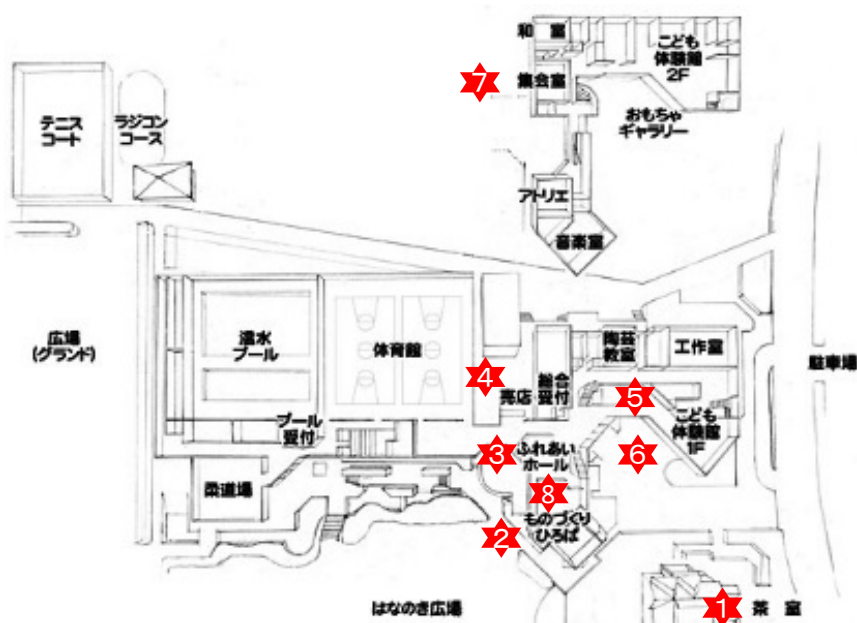 和 室
こども
体験館
2F
7
集会室
テニス
コート
ラジコン
コース
おもちゃ
ギャラリー
アトリエ
音楽室
広場
(グランド)
温水
プール
体育館
4
売店
総合
受付
陶芸
教室
工作室
駐車場
5
こども
体験館
1F
プール
受付
3
ふれあい
ホール
6
柔道場
8
ものづくり
ひろば
2
はなのき広場
1
茶 室